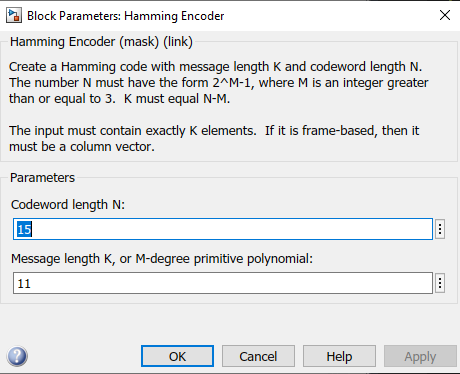 Block Parameters: Hamming Encoder
Hamming Encoder (mask) (link)
Create a Hamming code with message length K and codeword length N.
The number N must have the form 2^M-1, where M is an integer greater
than or equal to 3.  K must equal N-M.
The input must contain exactly K elements.  If it is frame-based, then it
must be a column vector.
Parameters
Codeword length N:
15
Message length K, or M-degree primitive polynomial:
11
OK Cancel Help Apply